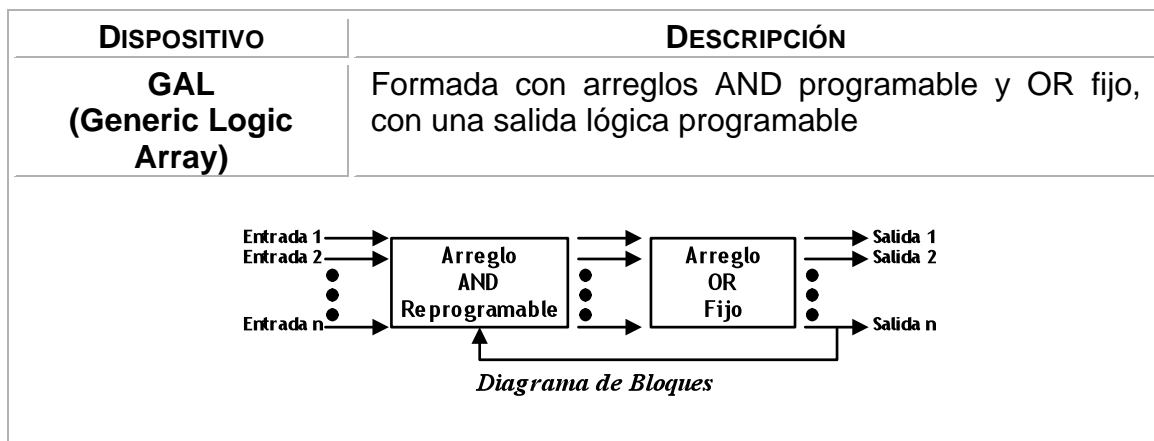 DISPOSITIVO
DESCRIPCIÓN
GAL
(Generic Logic
Array)
Formada con arreglos AND programable y OR fijo,
con una salida lógica programable
Entrada 1
Entrada 2
Entrada n
Arreglo
AND
Reprogramable
Arreglo
OR
Fijo
Salida 1
Salida 2
Salida n
Diagrama de Bloques